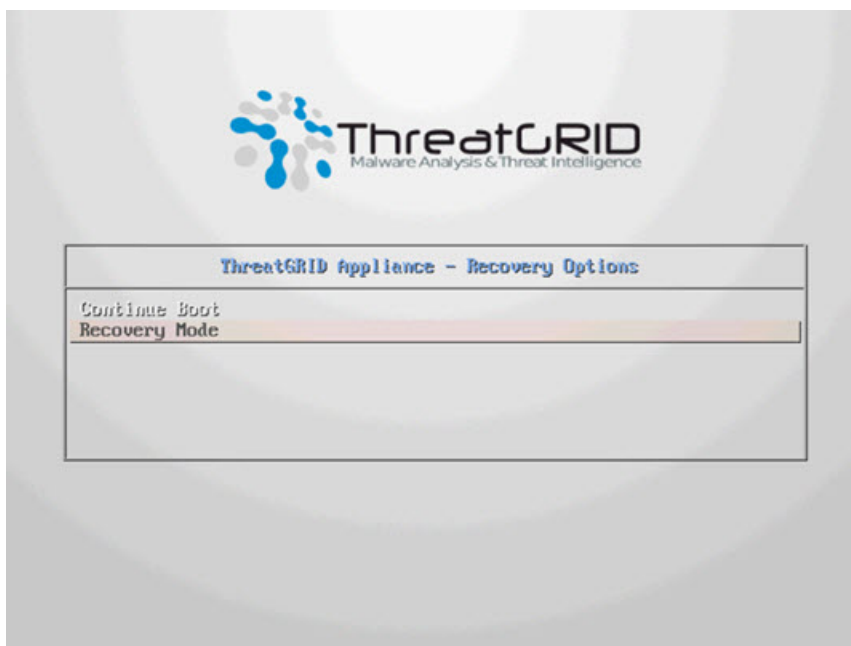 ThreatGRID
Malware Analysis & Threat Intelligence
ThreatGRID Appliance - Recovery Options
Continue Boot
Recovery Mode